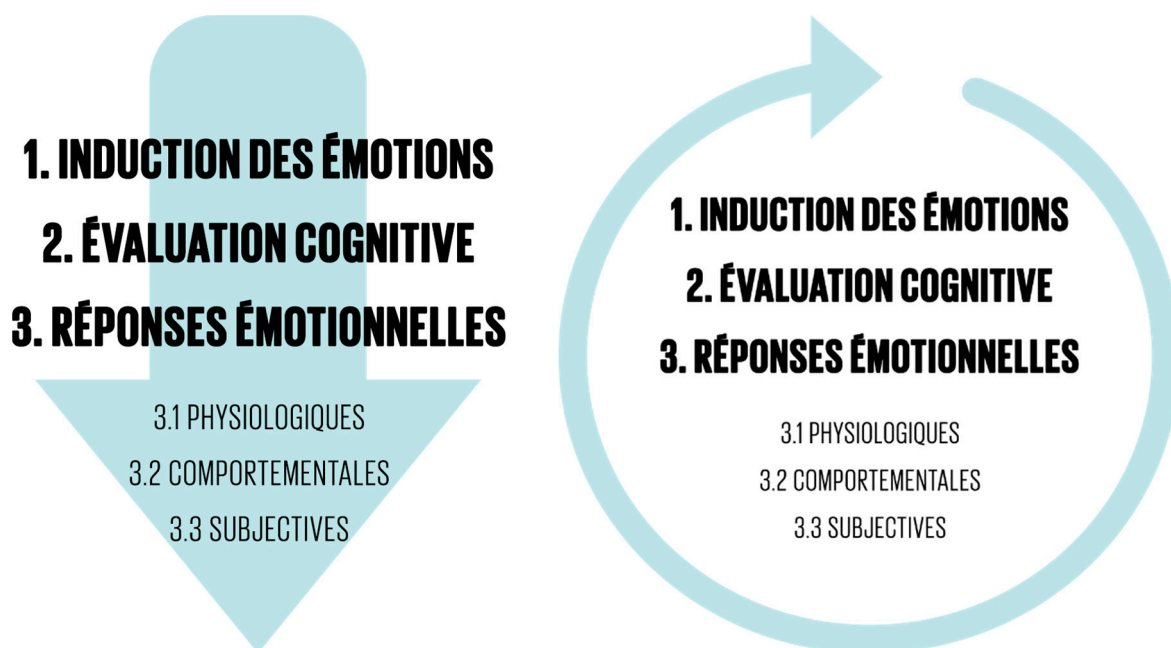 1. INDUCTION DES ÉMOTIONS
2. ÉVALUATION COGNITIVE
3. RÉPONSES ÉMOTIONNELLES
3.1 PHYSIOLOGIQUES
3.2 COMPORTEMENTALES
3.3 SUBJECTIVES
1. INDUCTION DES ÉMOTIONS
2. ÉVALUATION COGNITIVE
3. RÉPONSES ÉMOTIONNELLES
3.1 PHYSIOLOGIQUES
3.2 COMPORTEMENTALES
3.3 SUBJECTIVES